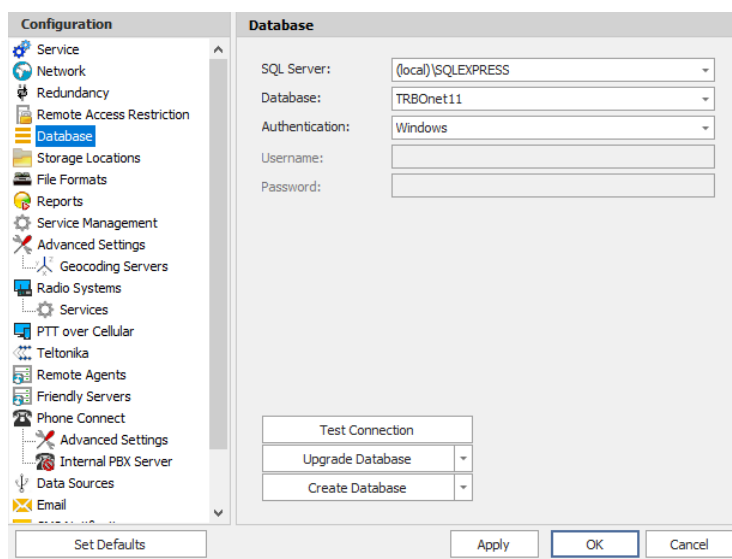 Configuration
Service
Network
Redundancy
Remote Access Restriction
Database
Storage Locations
File Formats
Reports
Service Management
Advanced Settings
Geocoding Servers
Radio Systems
Services
PTT over Cellular
Teltonika
Remote Agents
Friendly Servers
Phone Connect
Advanced Settings
Internal PBX Server
Data Sources
Email
Set Defaults
Database
SQL Server: (local)\SQLEXPRESS
Database: TRBOnet11
Authentication: Windows
Username:
Password:
Test Connection
Upgrade Database
Create Database
Apply OK Cancel